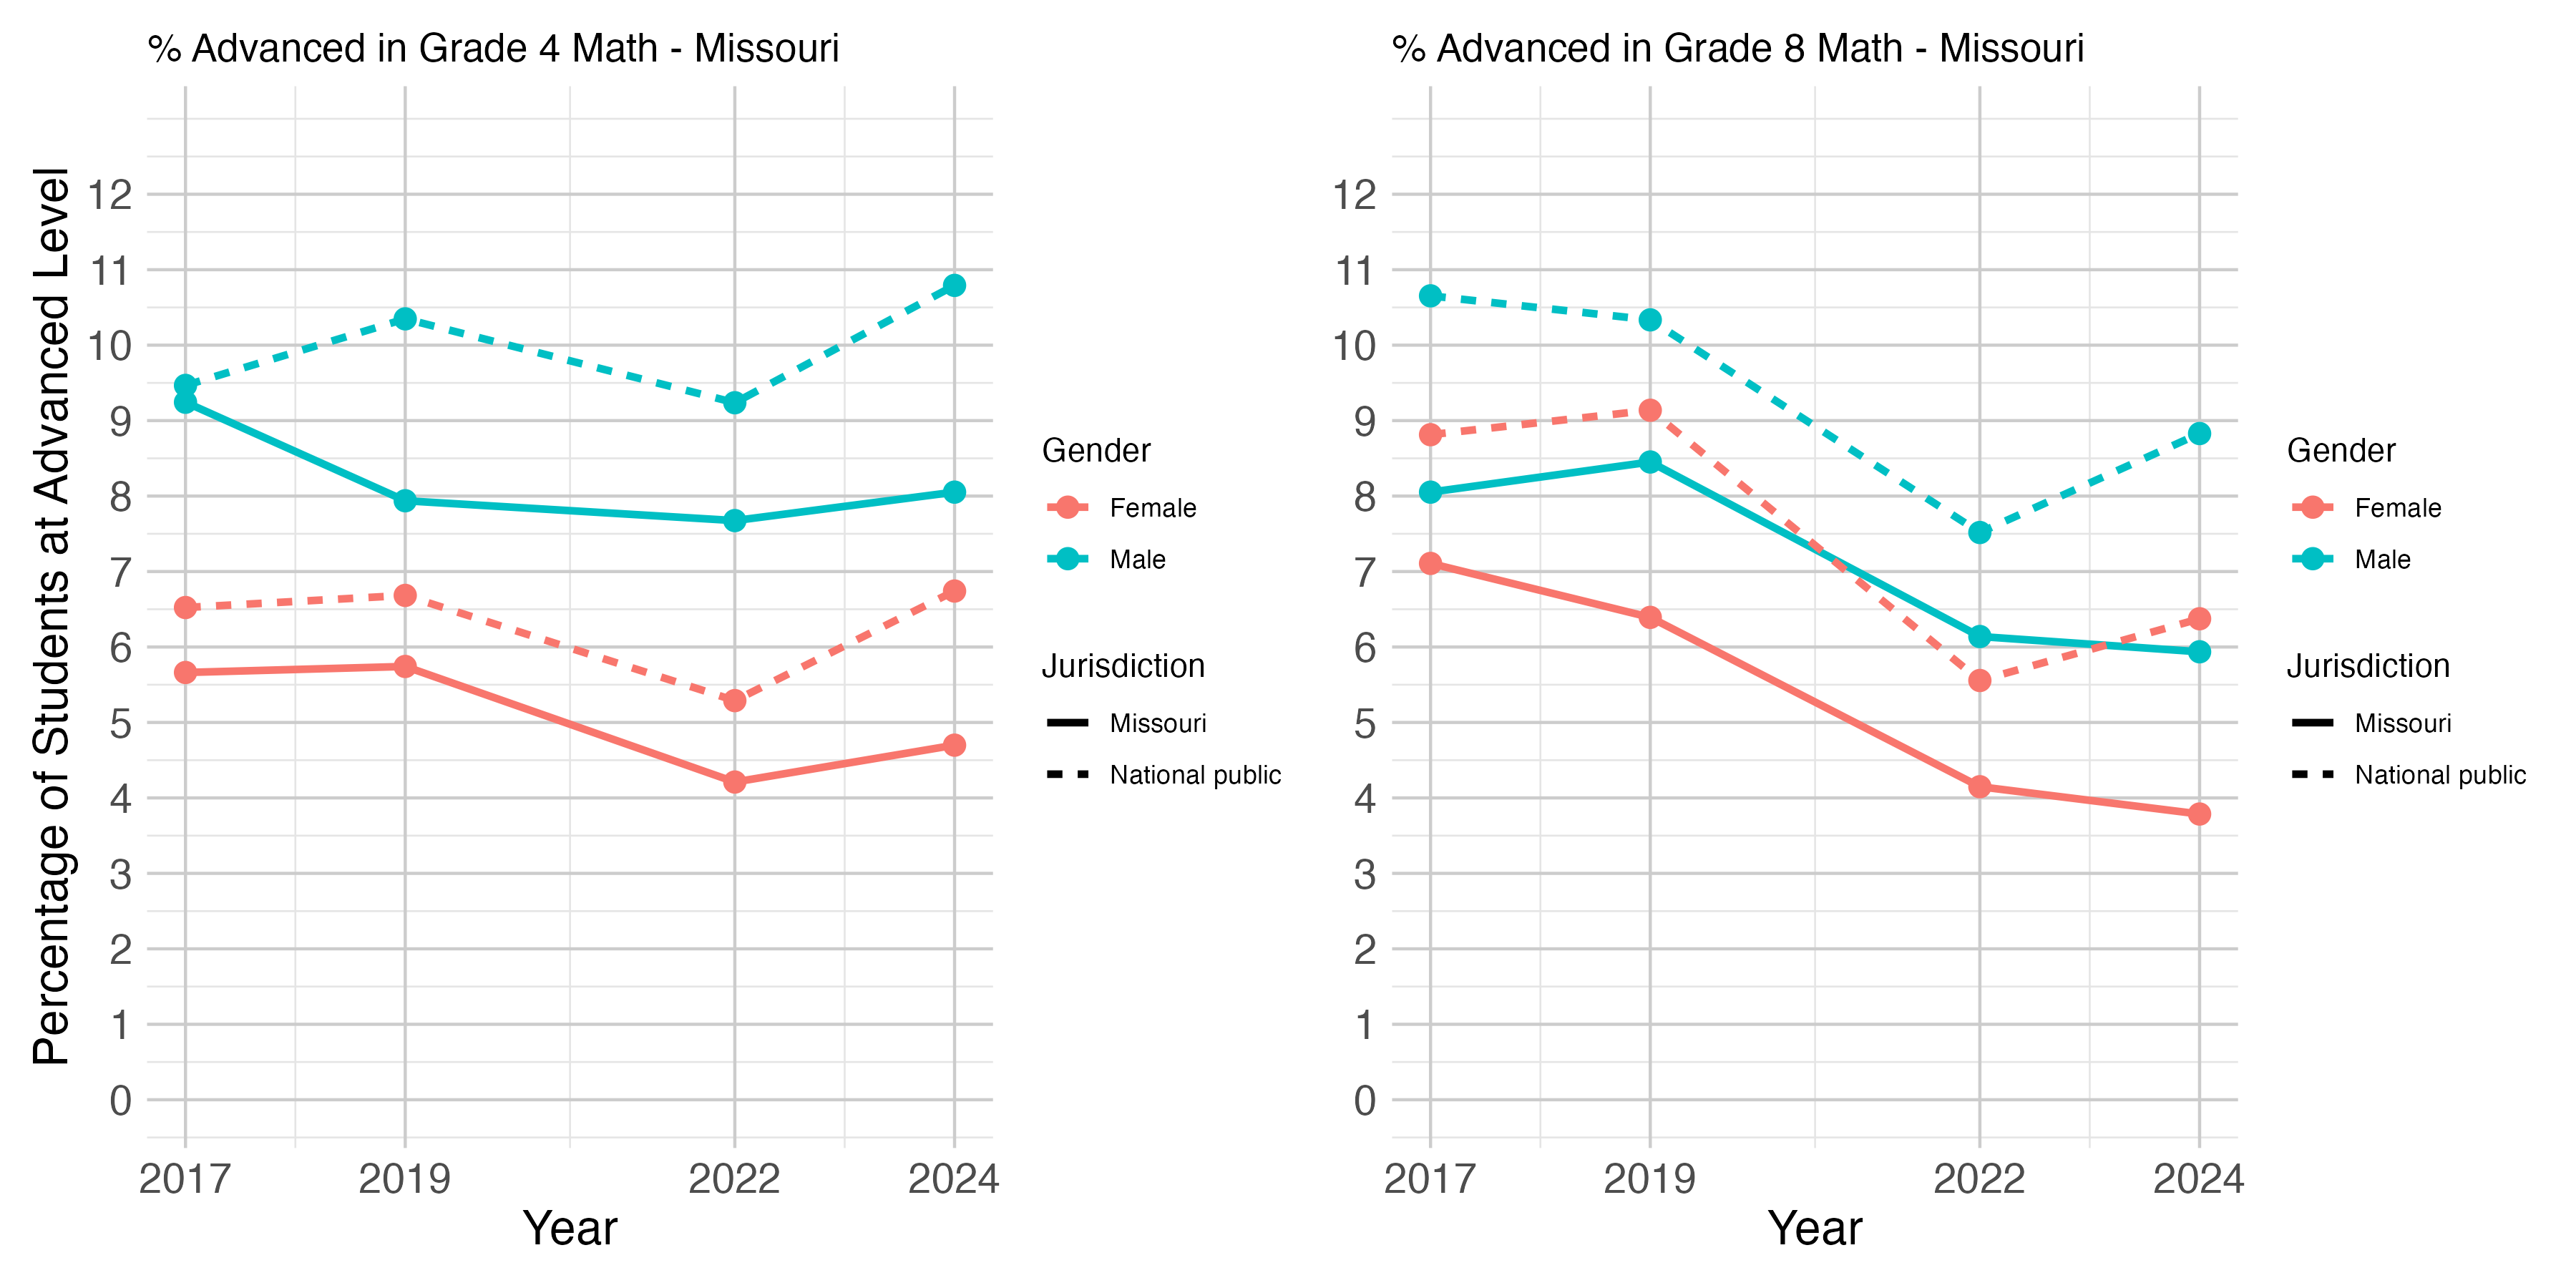 % Advanced in Grade 4 Math - Missouri
Percentage of Students at Advanced Level
12
11
10
9
8
7
6
5
4
3
2
1
0
2017 2019 2022 2024
Year
Gender
Female
Male
Jurisdiction
Missouri
National public
% Advanced in Grade 8 Math - Missouri
12
11
10
9
8
7
6
5
4
3
2
1
0
2017 2019 2022 2024
Year
Gender
Female
Male
Jurisdiction
Missouri
National public